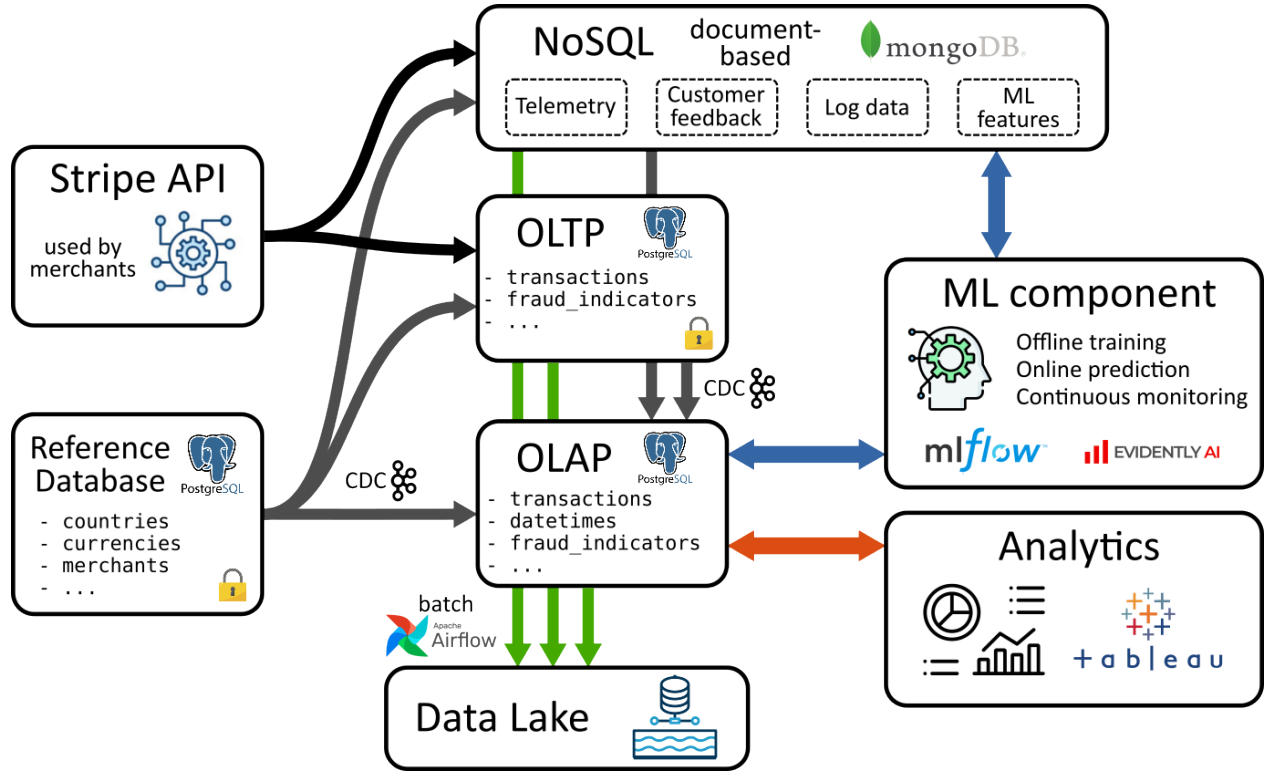 NoSQL
document-
based
mongoDB®
Telemetry
Customer
feedback
Log data
ML
features
Stripe API
used by
merchants
OLTP
PostgreSQL
- transactions
- fraud_indicators
- ...
CDC
ML component
Offline training
Online prediction
Continuous monitoring
mlflow™
EVIDENTLY AI
Reference
Database
PostgreSQL
- countries
- currencies
- merchants
- ...
CDC
OLAP
PostgreSQL
- transactions
- datetimes
- fraud_indicators
- ...
Analytics
+ableau
batch
Apache
Airflow
Data Lake